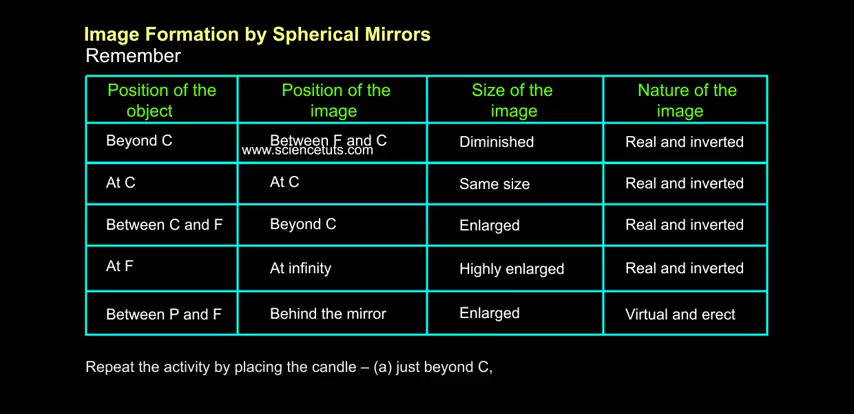 Image Formation by Spherical Mirrors
Remember
Position of the object
Position of the image
Size of the image
Nature of the image
Beyond C
Between F and C
Diminished
Real and inverted
www.sciencetuts.com
At C
At C
Same size
Real and inverted
Between C and F
Beyond C
Enlarged
Real and inverted
At F
At infinity
Highly enlarged
Real and inverted
Between P and F
Behind the mirror
Enlarged
Virtual and erect
Repeat the activity by placing the candle – (a) just beyond C,